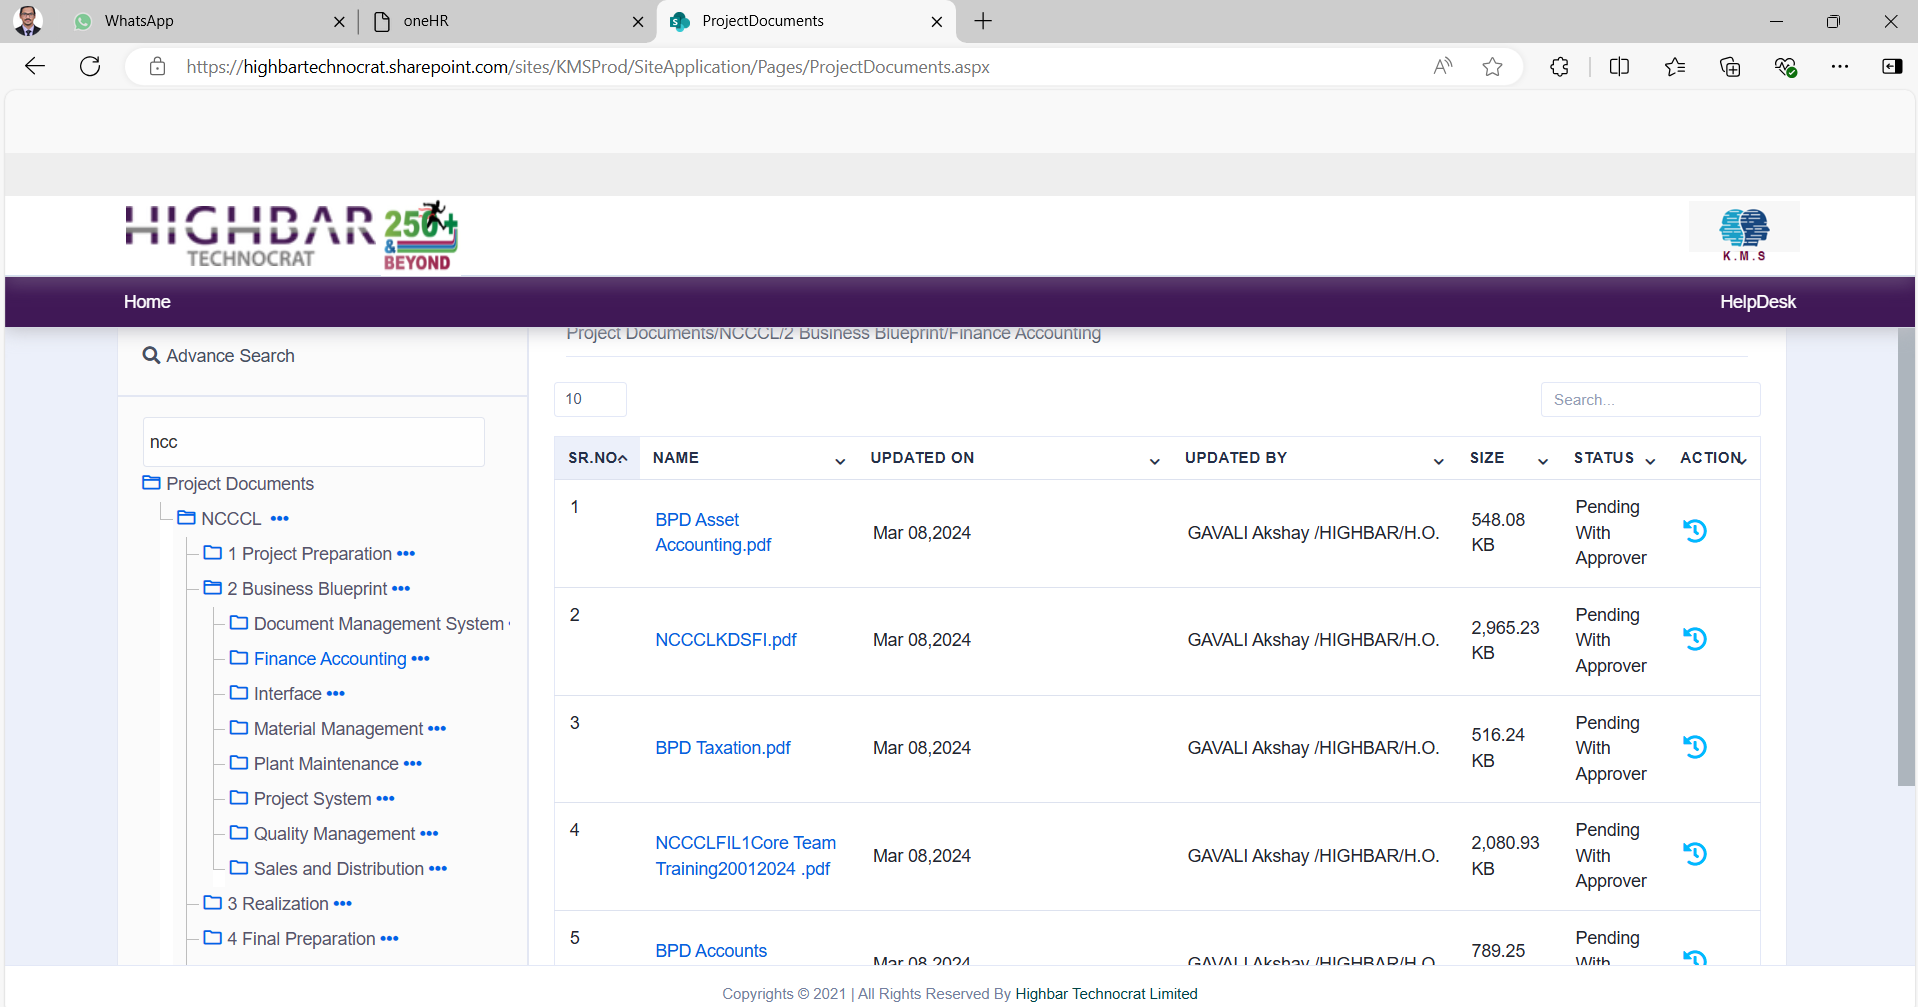 WhatsApp
oneHR
ProjectDocuments
https://highbartechnocrat.sharepoint.com/sites/KMSProd/SiteApplication/Pages/ProjectDocuments.aspx
HIGHBAR
TECHNOCRAT
250+
&
BEYOND
K.M.S
Home
HelpDesk
Advance Search
ncc
Project Documents
NCCCL
1 Project Preparation
2 Business Blueprint
Document Management System
Finance Accounting
Interface
Material Management
Plant Maintenance
Project System
Quality Management
Sales and Distribution
3 Realization
4 Final Preparation
Project Documents/NCCCL/2 Business Blueprint/Finance Accounting
10
Search...
SR.NO NAME UPDATED ON UPDATED BY SIZE STATUS ACTION
1
BPD Asset
Accounting.pdf
Mar 08,2024
GAVALI Akshay /HIGHBAR/H.O.
548.08
KB
Pending
With
Approver
2
NCCCLKDSFI.pdf
Mar 08,2024
GAVALI Akshay /HIGHBAR/H.O.
2,965.23
KB
Pending
With
Approver
3
BPD Taxation.pdf
Mar 08,2024
GAVALI Akshay /HIGHBAR/H.O.
516.24
KB
Pending
With
Approver
4
NCCCLFIL1Core Team
Training20012024 .pdf
Mar 08,2024
GAVALI Akshay /HIGHBAR/H.O.
2,080.93
KB
Pending
With
Approver
5
BPD Accounts
Mar 08,2024
GAVALI Akshay /HIGHBAR/H.O.
789.25
Pending
With
Copyrights © 2021 | All Rights Reserved By Highbar Technocrat Limited